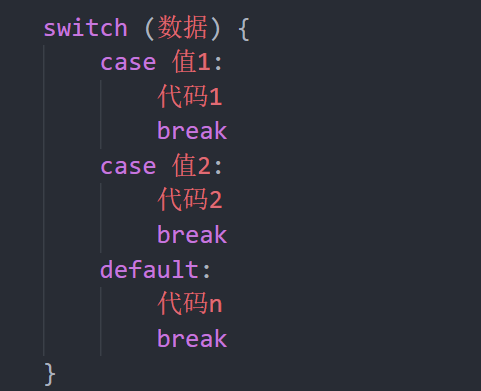 switch (数据) {
    case 值1:
        代码1
        break
    case 值2:
        代码2
        break
    default:
        代码n
        break
}